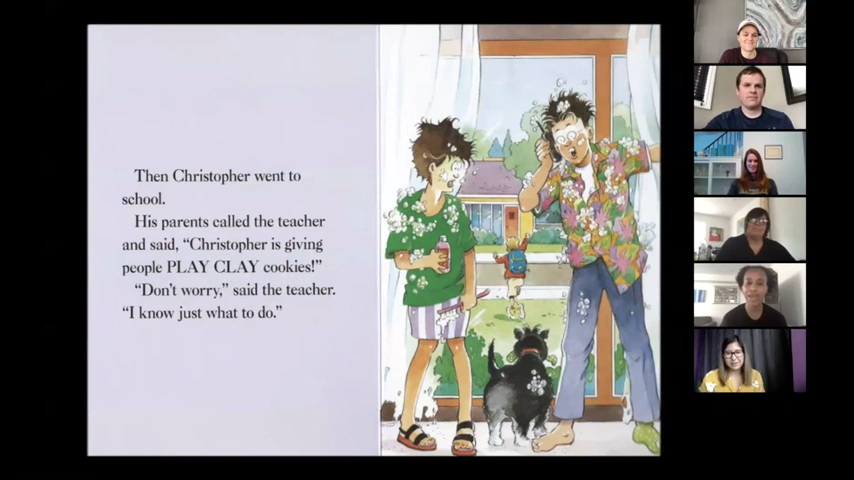 Then Christopher went to
school.
His parents called the teacher
and said, “Christopher is giving
people PLAY CLAY cookies!”
“Don’t worry,” said the teacher.
“I know just what to do.”